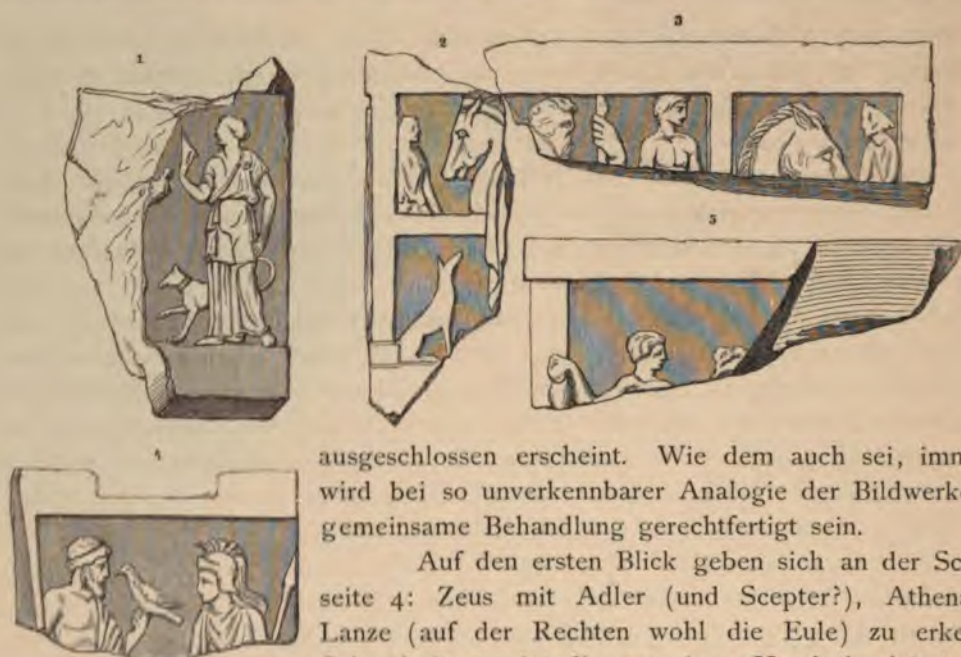 1
2
3
5
4
ausgeschlossen erscheint. Wie dem auch sei, imm
wird bei so unverkennbarer Analogie der Bildwerk
gemeinsame Behandlung gerechtfertigt sein.
Auf den ersten Blick geben sich an der Sc
seite 4: Zeus mit Adler (und Scepter?), Athen
Lanze (auf der Rechten wohl die Eule) zu erke